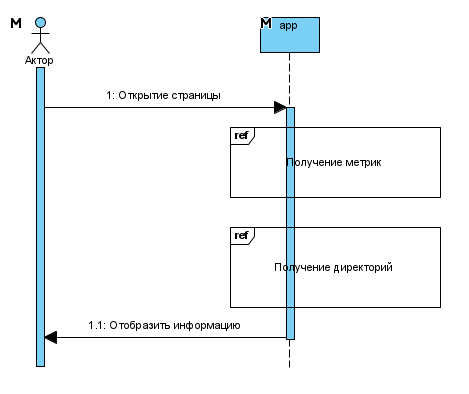 M
M
app
Актор
1: Открытие страницы
ref
Получение метрик
ref
Получение директорий
1.1: Отобразить информацию